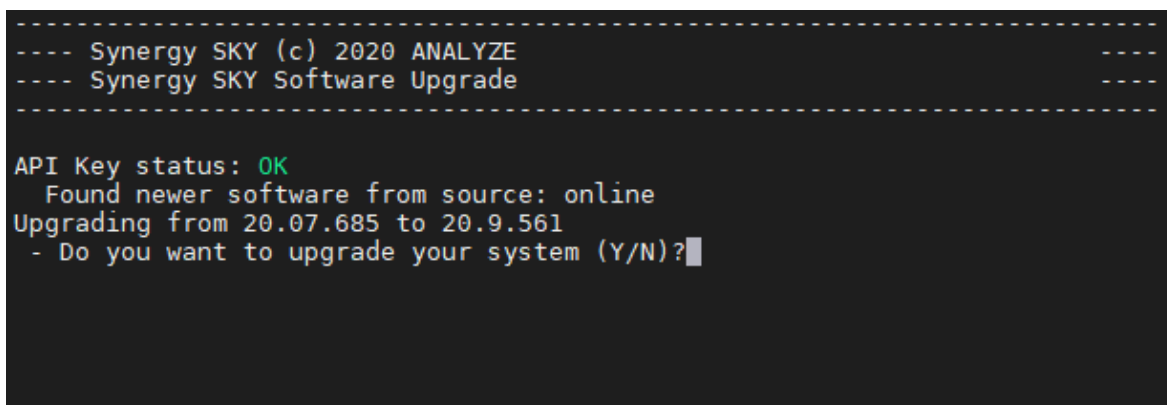 ---------------------------------------------------------------------------
---- Synergy SKY (c) 2020 ANALYZE ----
---- Synergy SKY Software Upgrade ----
---------------------------------------------------------------------------
API Key status: OK
Found newer software from source: online
Upgrading from 20.07.685 to 20.9.561
- Do you want to upgrade your system (Y/N)?